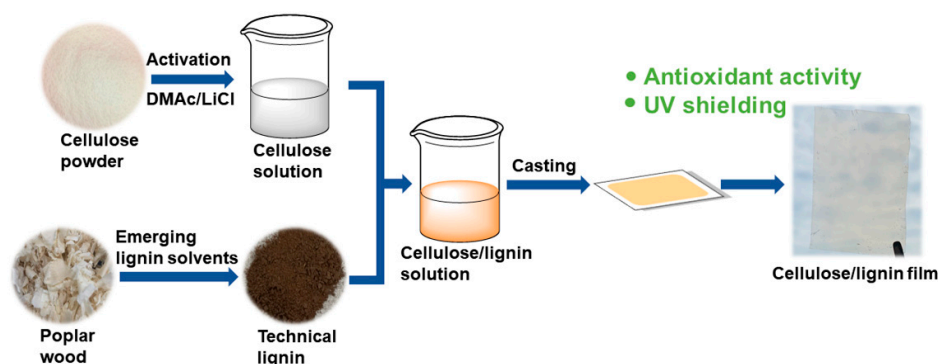 Activation
DMAc/LiCl
Cellulose
powder
Cellulose
solution
• Antioxidant activity
• UV shielding
Casting
Cellulose/lignin
solution
Cellulose/lignin film
Emerging
lignin solvents
Poplar
wood
Technical
lignin